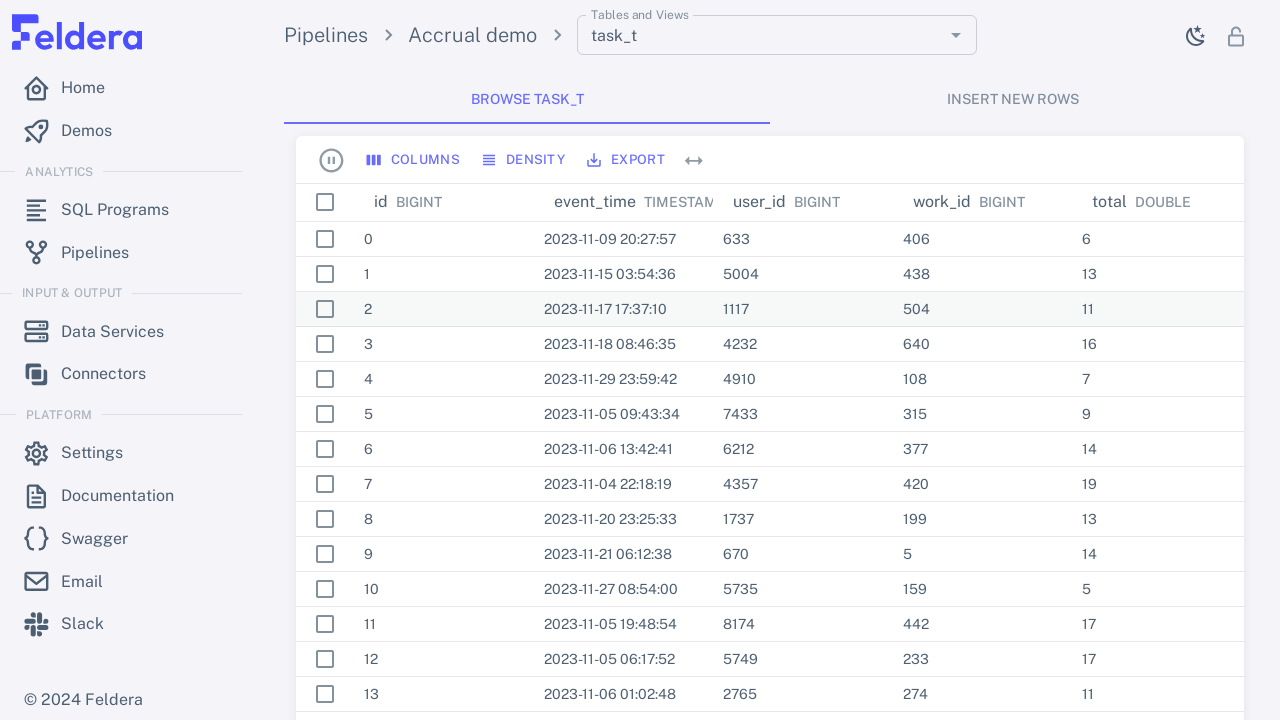 Feldera
Home
Demos
ANALYTICS
SQL Programs
Pipelines
INPUT & OUTPUT
Data Services
Connectors
PLATFORM
Settings
Documentation
Swagger
Email
Slack
© 2024 Feldera
Pipelines > Accrual demo >
Tables and Views
task_t
BROWSE TASK_T INSERT NEW ROWS
COLUMNS DENSITY EXPORT
id BIGINT event_time TIMESTAM user_id BIGINT work_id BIGINT total DOUBLE
0 2023-11-09 20:27:57 633 406 6
1 2023-11-15 03:54:36 5004 438 13
2 2023-11-17 17:37:10 1117 504 11
3 2023-11-18 08:46:35 4232 640 16
4 2023-11-29 23:59:42 4910 108 7
5 2023-11-05 09:43:34 7433 315 9
6 2023-11-06 13:42:41 6212 377 14
7 2023-11-04 22:18:19 4357 420 19
8 2023-11-20 23:25:33 1737 199 13
9 2023-11-21 06:12:38 670 5 14
10 2023-11-27 08:54:00 5735 159 5
11 2023-11-05 19:48:54 8174 442 17
12 2023-11-05 06:17:52 5749 233 17
13 2023-11-06 01:02:48 2765 274 11